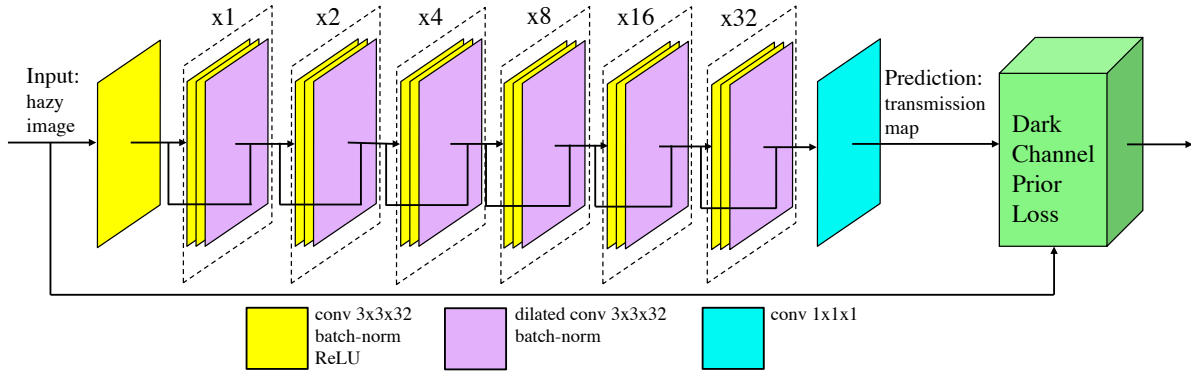 x1
x2
x4
x8
x16
x32
Input:
hazy
image
Prediction:
transmission
map
Dark
Channel
Prior
Loss
conv 3x3x32
batch-norm
ReLU
dilated conv 3x3x32
batch-norm
conv 1x1x1